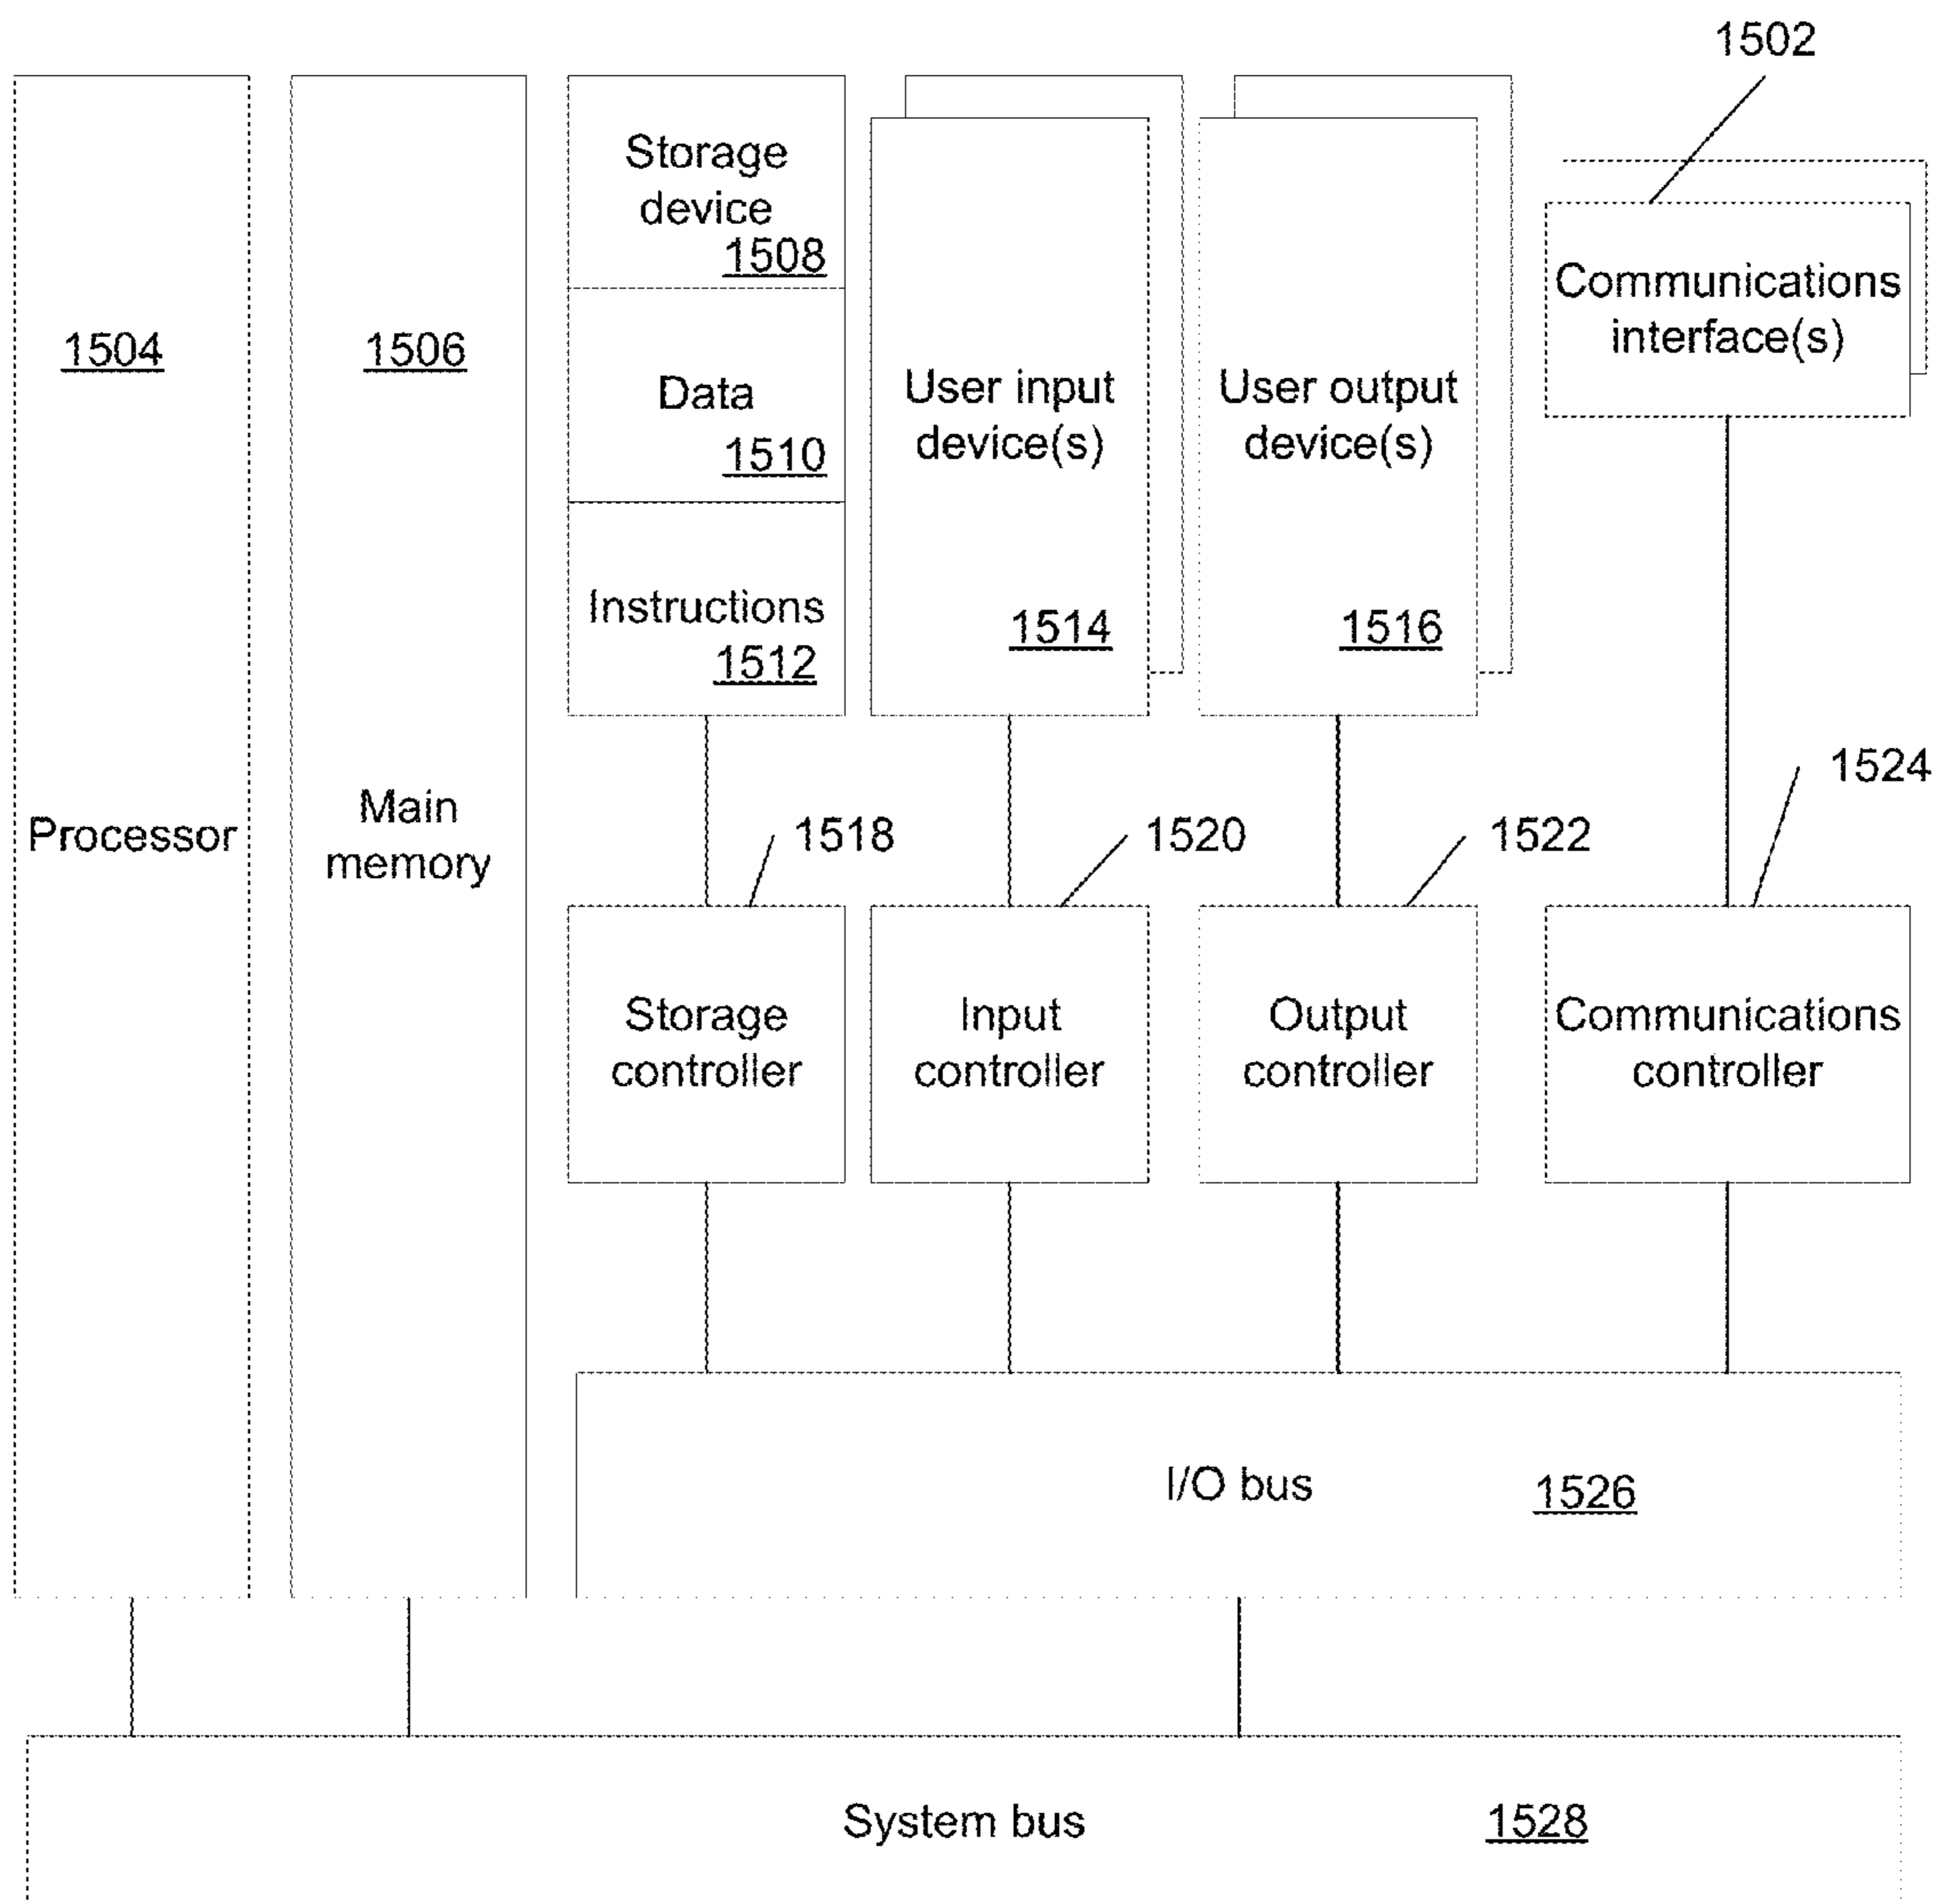 1502
Storage
device
1508
Communications
interface(s)
1504
1506
Data
1510
User input
device(s)
User output
device(s)
Instructions
1512
1514
1516
1524
Processor
Main
memory
1518
1520
1522
Storage
controller
Input
controller
Output
controller
Communications
controller
I/O bus
1526
System bus
1528